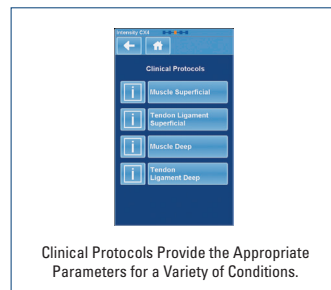 Intensity CX4
Clinical Protocols
i Muscle Superficial
i Tendon Ligament
Superficial
i Muscle Deep
i Tendon
Ligament Deep
Clinical Protocols Provide the Appropriate
Parameters for a Variety of Conditions.